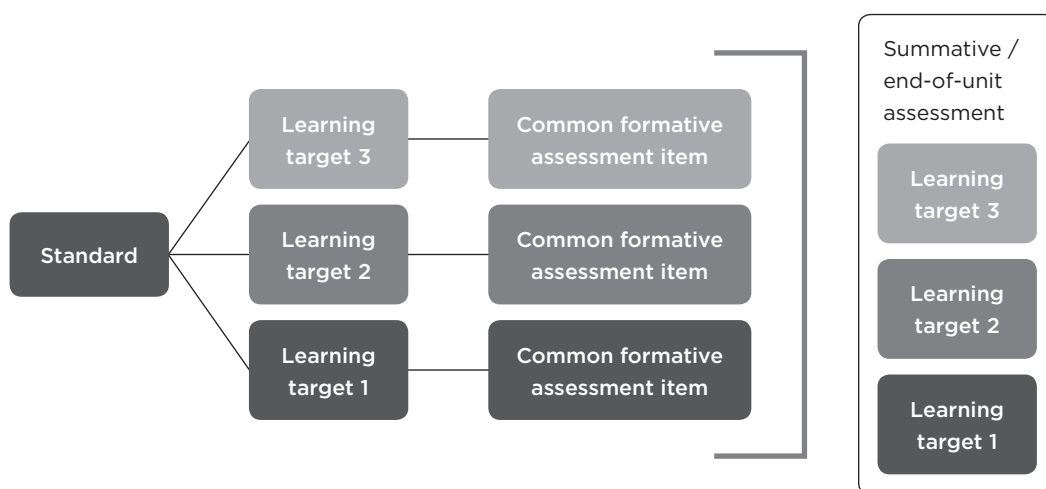 Standard
Learning
target 3
Common formative
assessment item
Learning
target 2
Common formative
assessment item
Learning
target 1
Common formative
assessment item
Summative /
end-of-unit
assessment
Learning
target 3
Learning
target 2
Learning
target 1